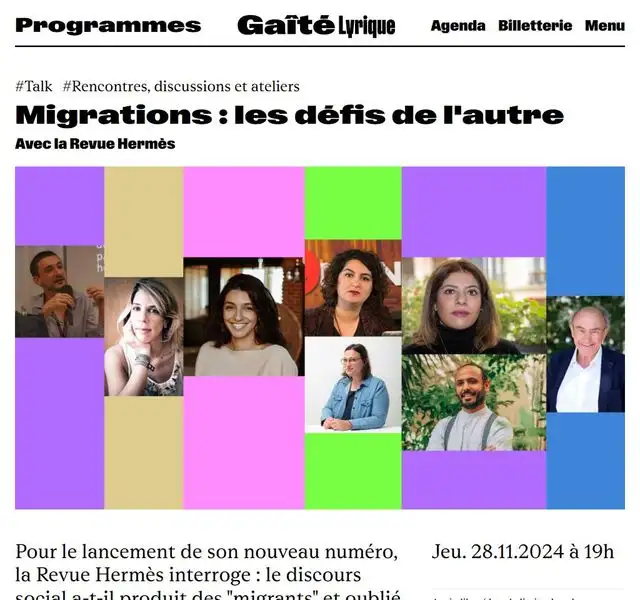 Programmes
Gaîté Lyrique
Agenda Billetterie Menu
#Talk #Rencontres, discussions et ateliers
Migrations : les défis de l'autre
Avec la Revue Hermès
Pour le lancement de son nouveau numéro,
la Revue Hermès interroge : le discours
social a-t-il produit des "migrants" et oublié
Jeu. 28.11.2024 à 19h